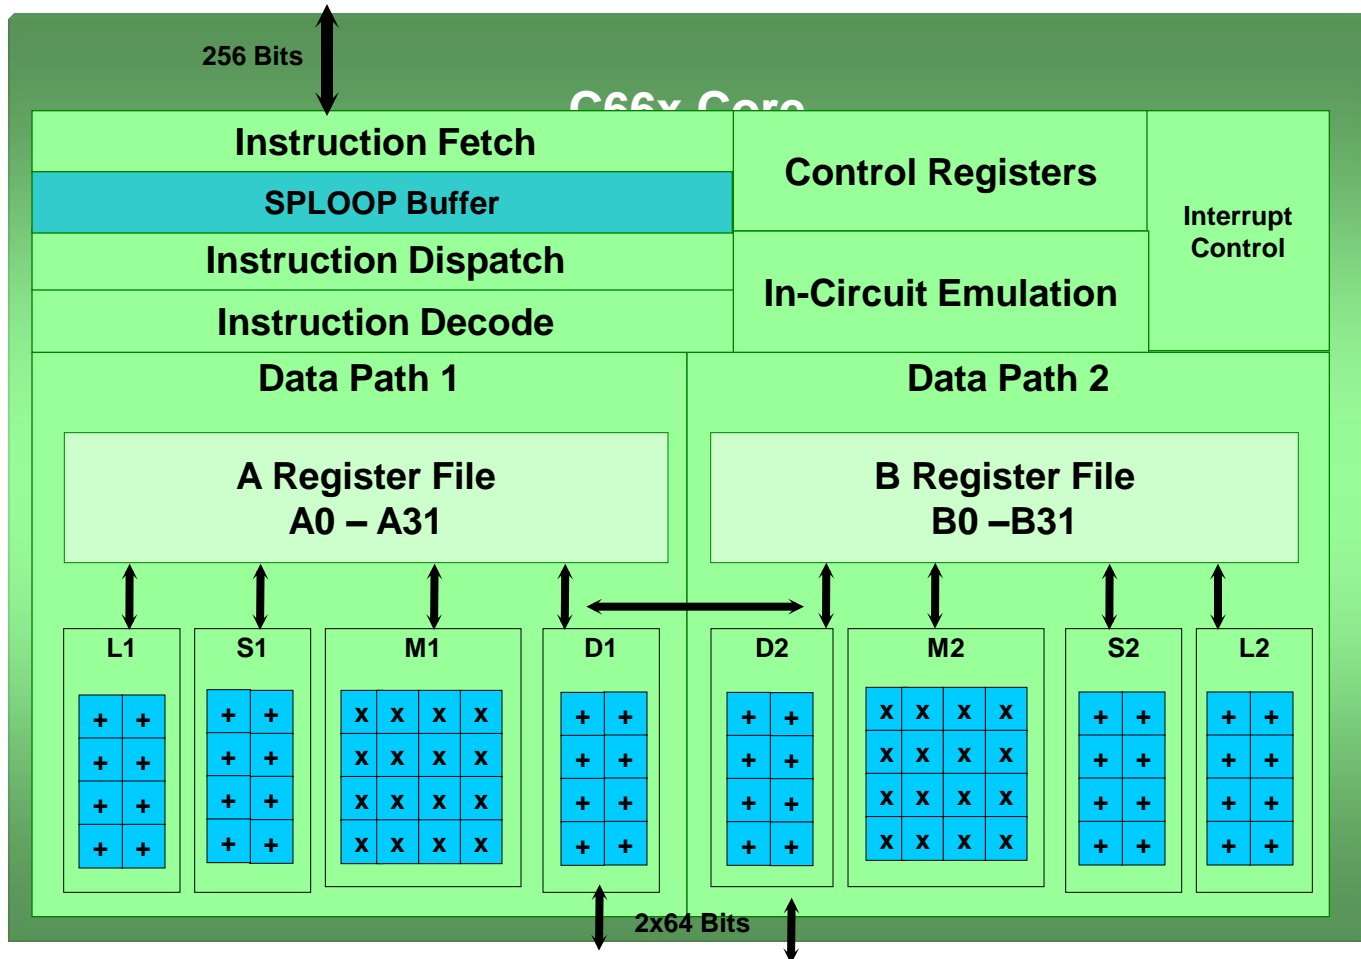 256 Bits
C66x Core
Instruction Fetch
SPLOOP Buffer
Instruction Dispatch
Instruction Decode
Control Registers
In-Circuit Emulation
Interrupt
Control
Data Path 1
Data Path 2
A Register File
A0 – A31
B Register File
B0 –B31
L1
S1
M1
D1
D2
M2
S2
L2
+ +
+ +
+ +
+ +
+ +
+ +
+ +
+ +
x x x x
x x x x
x x x x
x x x x
+ +
+ +
+ +
+ +
+ +
+ +
+ +
+ +
x x x x
x x x x
x x x x
x x x x
+ +
+ +
+ +
+ +
+ +
+ +
+ +
+ +
2x64 Bits